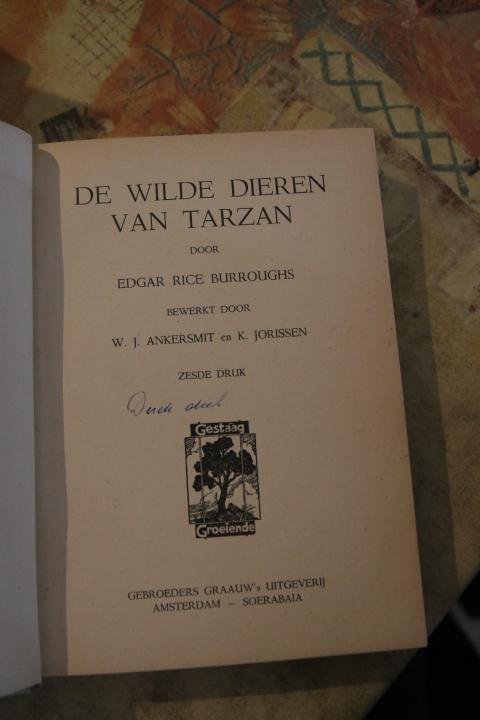 DE WILDE DIEREN
VAN TARZAN
DOOR
EDGAR RICE BURROUGHS
BEWERKT DOOR
W. J. ANKERSMIT en K. JORISSEN
ZESDE DRUK
Derde deel
Gestaag
Groeiende
GEBROEDERS GRAAUW's UITGEVERIJ
AMSTERDAM – SOERABAIA